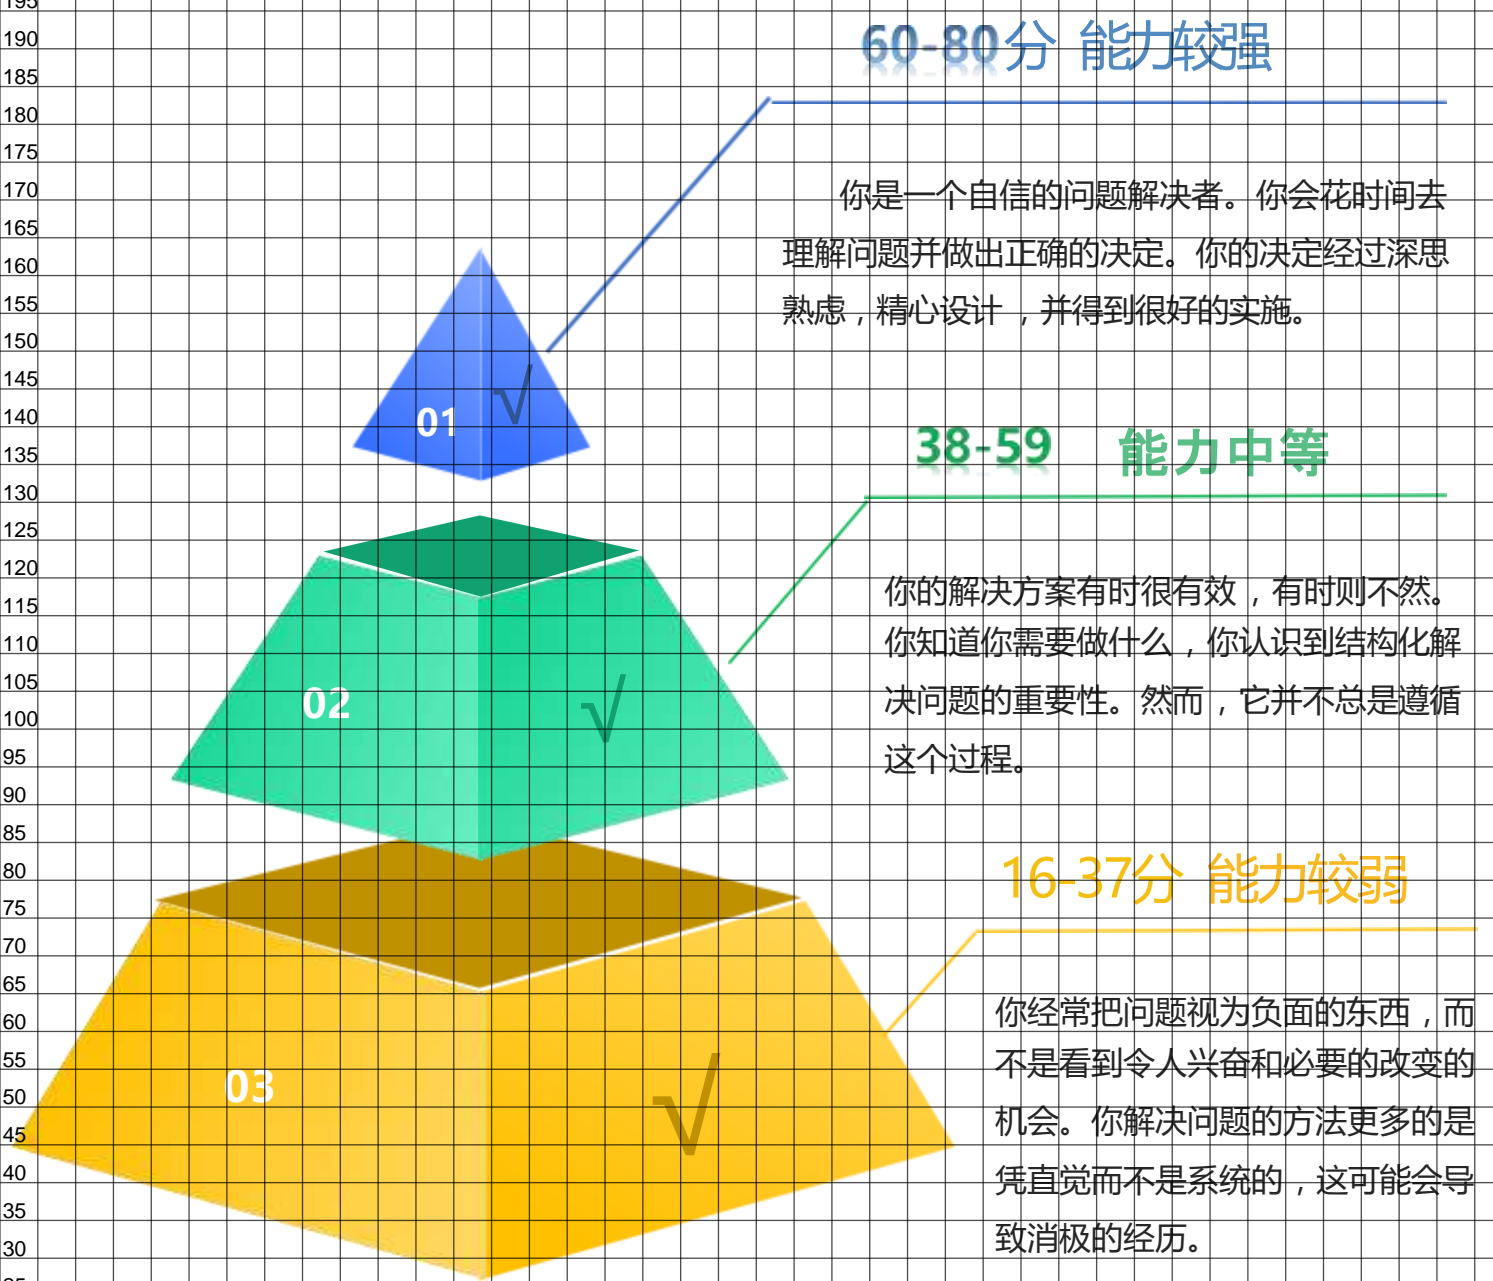 195
190
185
180
175
170
165
160
155
150
145
140
135
130
125
120
115
110
105
100
95
90
85
80
75
70
65
60
55
50
45
40
35
30
60-80分 能力较强
你是一个自信的问题解决者。你会花时间去
理解问题并做出正确的决定。你的决定经过深思
熟虑，精心设计 ，并得到很好的实施。
01 √
38-59 能力中等
你的解决方案有时很有效，有时则不然。
你知道你需要做什么，你认识到结构化解
决问题的重要性。然而，它并不总是遵循
这个过程。
02 √
16-37分 能力较弱
你经常把问题视为负面的东西，而
不是看到令人兴奋和必要的改变的
机会。你解决问题的方法更多的是
凭直觉而不是系统的，这可能会导
致消极的经历。
03 √